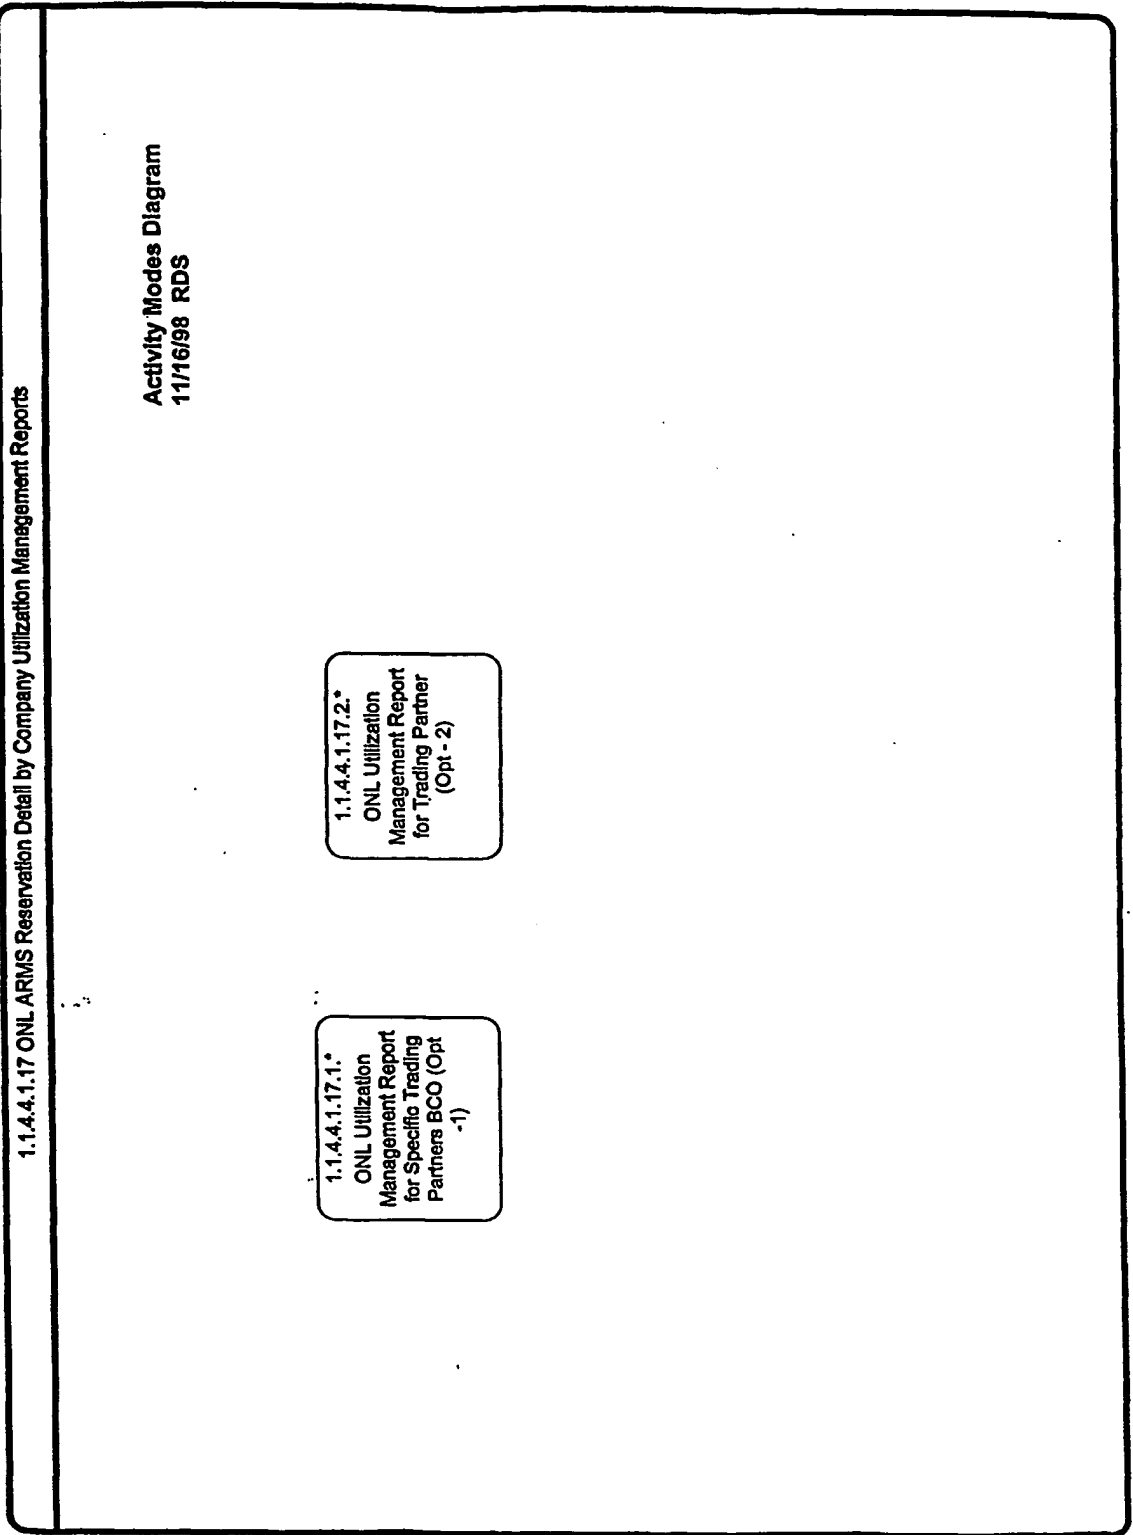 1.1.4.4.1.17 ONL ARMS Reservation Detail by Company Utilization Management Reports
Activity Modes Diagram
11/16/98 RDS
1.1.4.4.1.17.1.*
ONL Utilization
Management Report
for Specific Trading
Partners BCO (Opt
-1)
1.1.4.4.1.17.2.*
ONL Utilization
Management Report
for Trading Partner
(Opt - 2)